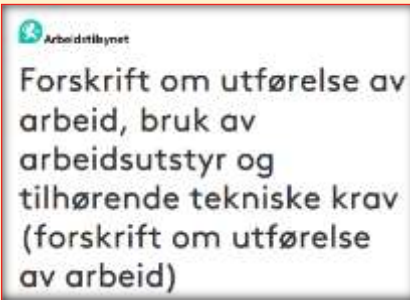 Arbeidstilsynet
Forskrift om utførelse av
arbeid, bruk av
arbeidsutstyr og
tilhørende tekniske krav
(forskrift om utførelse
av arbeid)